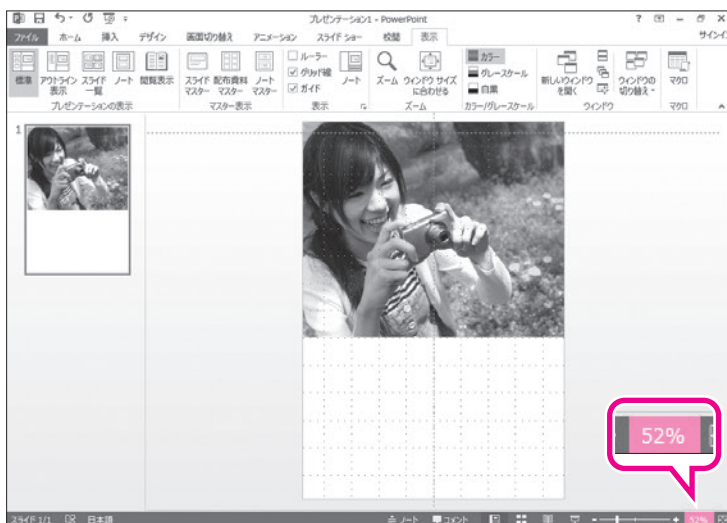 プレゼンテーション1 - PowerPoint
ファイル ホーム 挿入 デザイン 画面切り替え アニメーション スライド ショー 校閲 表示 サインイ
標準 アウトライン表示 スライド一覧 ノート 閲覧表示 スライドマスター 配布資料マスター ノートマスター ルーラー グリッド線 ガイド ノート ズーム ウィンドウ サイズに合わせる カラー グレースケール 白黒 新しいウィンドウを開く ウィンドウの切り替え マクロ
プレゼンテーションの表示 マスター表示 表示 ズーム カラー/グレースケール ウィンドウ マクロ
1
52%
スライド 1/1 日本語 ノート コメント 52%